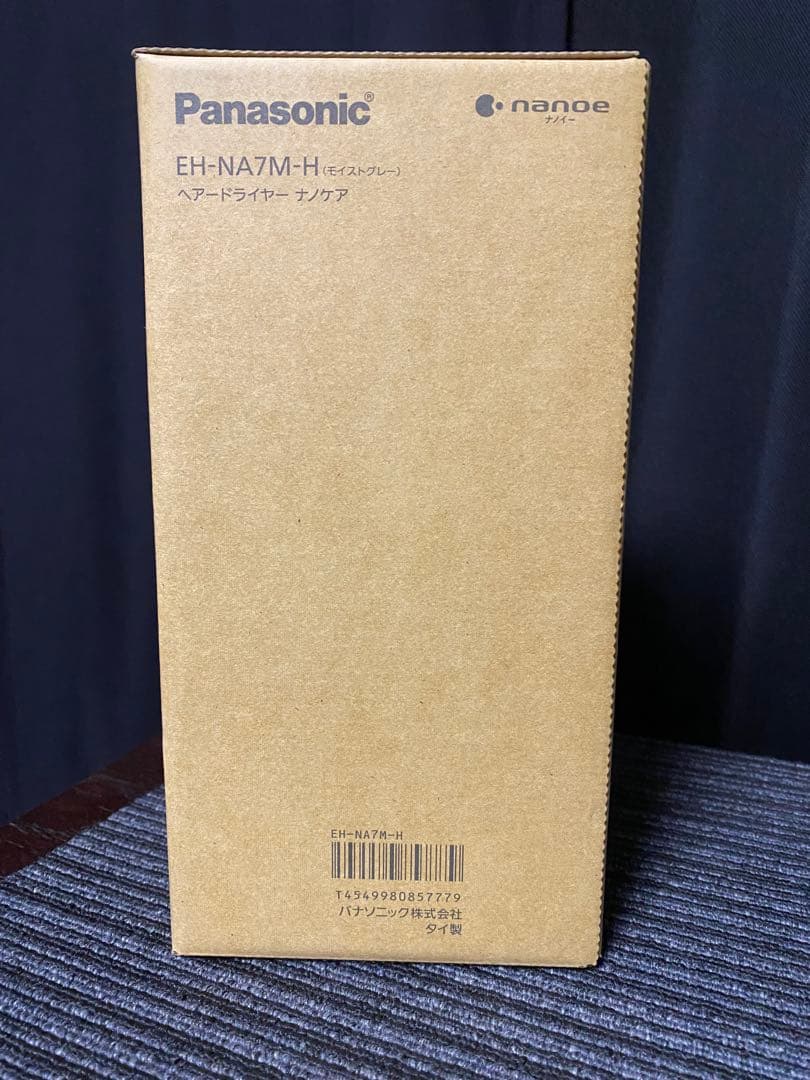 Panasonic®
nanoe
ナノイー
EH-NA7M-H(モイストグレー)
ヘアードライヤー ナノケア
EH-NA7M-H
T4549980857779
パナソニック株式会社
タイ製